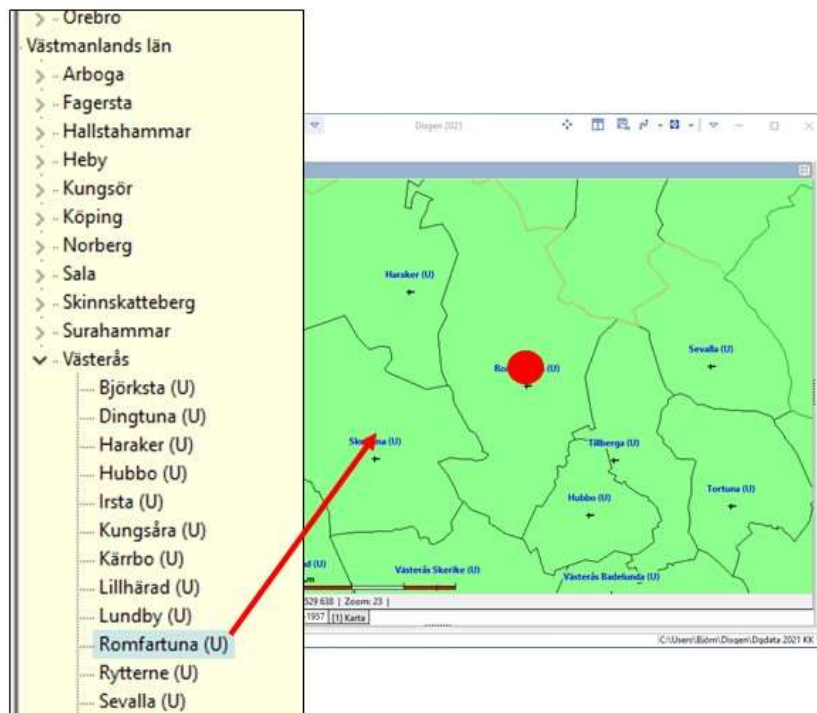 Örebro
Västmanlands län
Arboga
Fagersta
Hallstahammar
Heby
Kungsör
Köping
Norberg
Sala
Skinnskatteberg
Surahammar
Västerås
Björksta (U)
Dingtuna (U)
Haraker (U)
Hubbo (U)
Irsta (U)
Kungsåra (U)
Kärrbo (U)
Lillhärad (U)
Lundby (U)
Romfartuna (U)
Rytterne (U)
Sevalla (U)
Disgen 2021
Haraker (U)
Sevalla (U)
(U)
(U)
Tillberga (U)
Tortuna (U)
Hubbo (U)
d (U)
Västerås Skerike (U)
Västerås Badelunda (U)
m
529 638 | Zoom: 23 |
1957 [1] Karta
C:\Users\Björn\Disgen\Dgdata 2021 KK